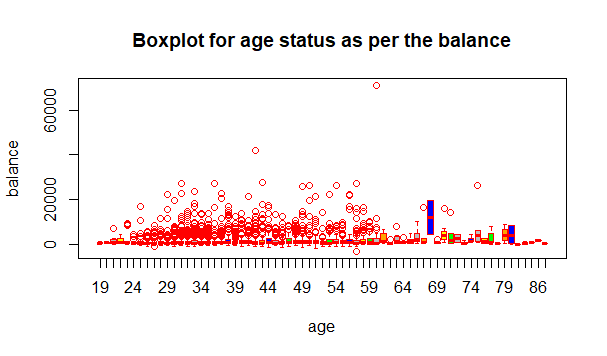 Boxplot for age status as per the balance
balance
60000
20000
0
19 24 29 34 39 44 49 54 59 64 69 74 79 86
age